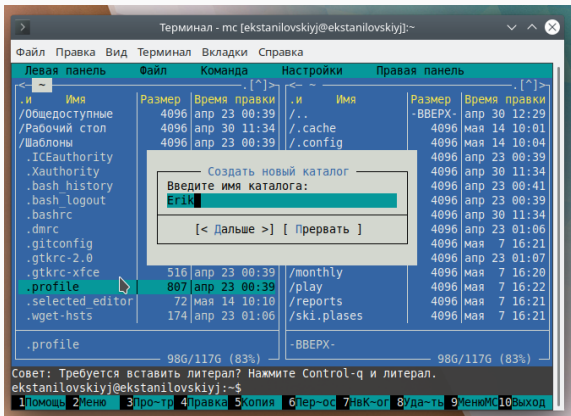 Терминал - mc [ekstanilovskiyj@ekstanilovskiyj]:~
Файл Правка Вид Терминал Вкладки Справка
Левая панель Файл Команда Настройки Правая панель
<— ~ .[^]> <— ~ .[^]>
.и Имя Размер Время правки .и Имя Размер Время правки
/Общедоступные 4096 апр 23 00:39 /.. -ВВЕРХ- апр 30 12:29
/Рабочий стол 4096 апр 30 11:34 /.cache 4096 мая 14 10:01
/Шаблоны 4096 апр 23 00:39 /.config 4096 мая 14 10:04
.ICEauthority 4096 апр 23 00:39
.Xauthority Создать новый каталог 4096 апр 30 11:34
.bash_history Введите имя каталога: 4096 апр 23 00:41
.bash_logout Erik 4096 апр 23 00:39
.bashrc 4096 апр 30 11:34
.dmrc [< Дальше >] [ Прервать ] 4096 апр 23 01:06
.gitconfig 4096 мая 7 16:21
.gtkrc-2.0 4096 апр 23 01:07
.gtkrc-xfce 516 апр 23 00:39 /monthly 4096 мая 7 16:20
.profile 807 апр 23 00:39 /play 4096 мая 7 16:22
.selected_editor 72 мая 14 10:10 /reports 4096 мая 7 16:21
.wget-hsts 174 апр 23 01:06 /ski.plases 4096 мая 7 16:21
.profile -ВВЕРХ-
98G/117G (83%) 98G/117G (83%)
Совет: Требуется вставить литерал? Нажмите Control-q и литерал.
ekstanilovskiyj@ekstanilovskiyj:~$
1Помощь 2Меню 3Про~тр 4Правка 5Копия 6Пер~ос 7НвК~ог 8Уда~ть 9МенюMC 10Выход